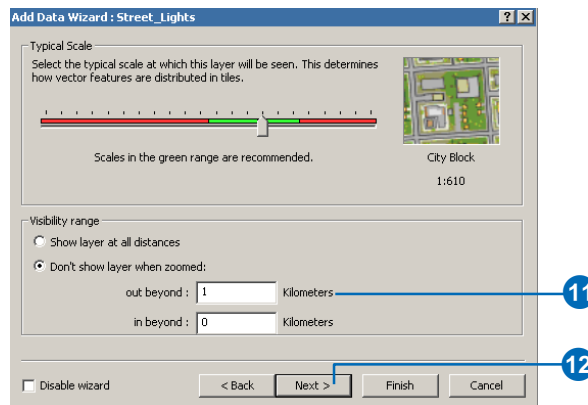 Add Data Wizard : Street_Lights
Typical Scale
Select the typical scale at which this layer will be seen. This determines
how vector features are distributed in tiles.
Scales in the green range are recommended.
City Block
1:610
Visibility range
Show layer at all distances
Don't show layer when zoomed:
out beyond : 1 Kilometers
11
in beyond : 0 Kilometers
12
Disable wizard < Back Next > Finish Cancel